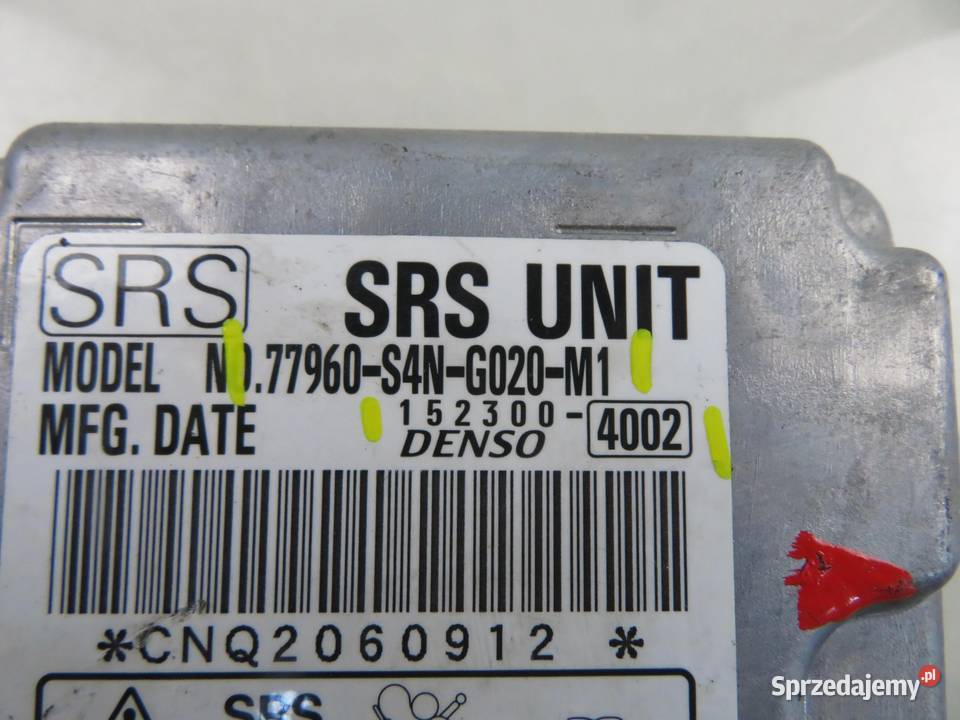 SRS SRS UNIT
MODEL NO.77960-S4N-G020-M1
MFG. DATE 152300-4002
DENSO
*CNQ2060912 *
SRS
Sprzedajemy.pl